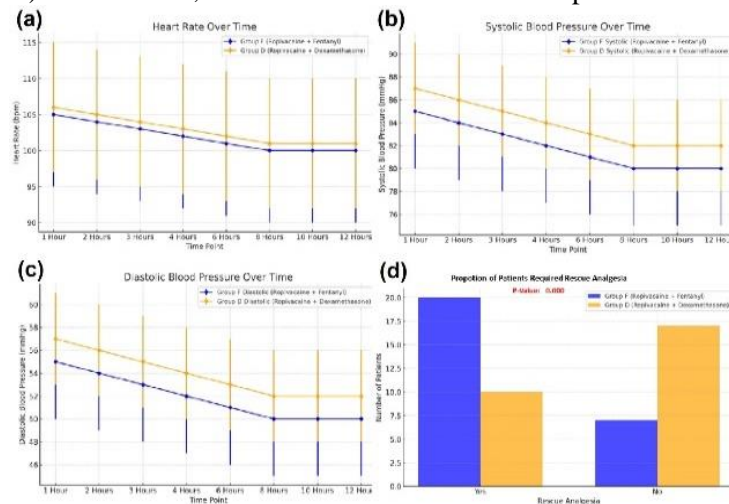 (a) Heart Rate Over Time
Group F (Ropivacaine + Fentanyl)
Group D (Ropivacaine + Dexamethasone)
Heart Rate (bpm)
115
110
105
100
95
90
1 Hour 2 Hours 3 Hours 4 Hours 6 Hours 8 Hours 10 Hours 12 Hours
Time Point
(b) Systolic Blood Pressure Over Time
Group F Systolic (Ropivacaine + Fentanyl)
Group D Systolic (Ropivacaine + Dexamethasone)
Systolic Blood Pressure (mmHg)
90
88
86
84
82
80
78
76
1 Hour 2 Hours 3 Hours 4 Hours 6 Hours 8 Hours 10 Hours 12 Hours
Time Point
(c) Diastolic Blood Pressure Over Time
Group F Diastolic (Ropivacaine + Fentanyl)
Group D Diastolic (Ropivacaine + Dexamethasone)
Diastolic Blood Pressure (mmHg)
60
58
56
54
52
50
48
46
1 Hour 2 Hours 3 Hours 4 Hours 6 Hours 8 Hours 10 Hours 12 Hours
Time Point
(d) Propotion of Patients Required Rescue Analgesia
P-Value: 0.000
Group F (Ropivacaine + Fentanyl)
Group D (Ropivacaine + Dexamethasone)
Number of Patients
20.0
17.5
15.0
12.5
10.0
7.5
5.0
2.5
0.0
Yes No
Rescue Analgesia